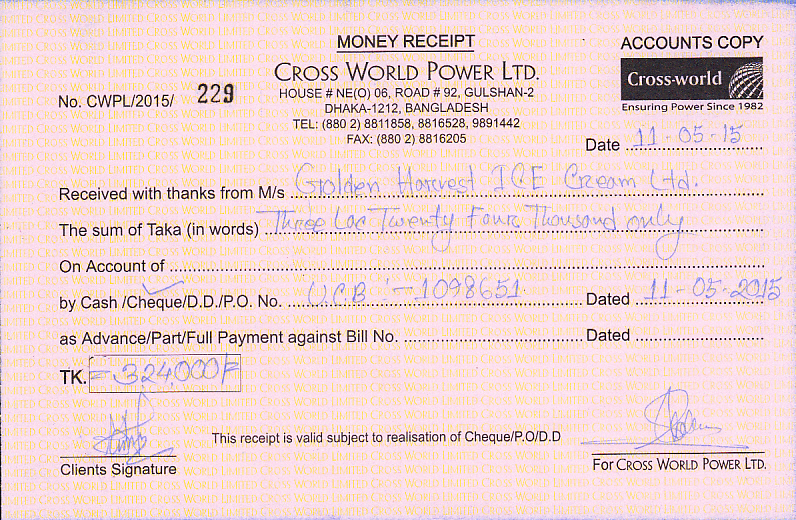 MONEY RECEIPT
ACCOUNTS COPY
CROSS WORLD POWER LTD.
HOUSE # NE(O) 06, ROAD # 92, GULSHAN-2
DHAKA-1212, BANGLADESH
TEL: (880 2) 8811858, 8816528, 9891442
FAX: (880 2) 8816205
No. CWPL/2015/ 229
Cross-world
Ensuring Power Since 1982
Date 11-05-15
Received with thanks from M/s Golden Harvest ICE Cream Ltd.
The sum of Taka (in words) Three Lac Twenty Four Thousand only
On Account of
by Cash /Cheque/D.D./P.O. No. U.C.B :-1098651 Dated 11-05-2015
as Advance/Part/Full Payment against Bill No. Dated
TK. =324,000/=
This receipt is valid subject to realisation of Cheque/P.O/D.D
Clients Signature
For CROSS WORLD POWER LTD.